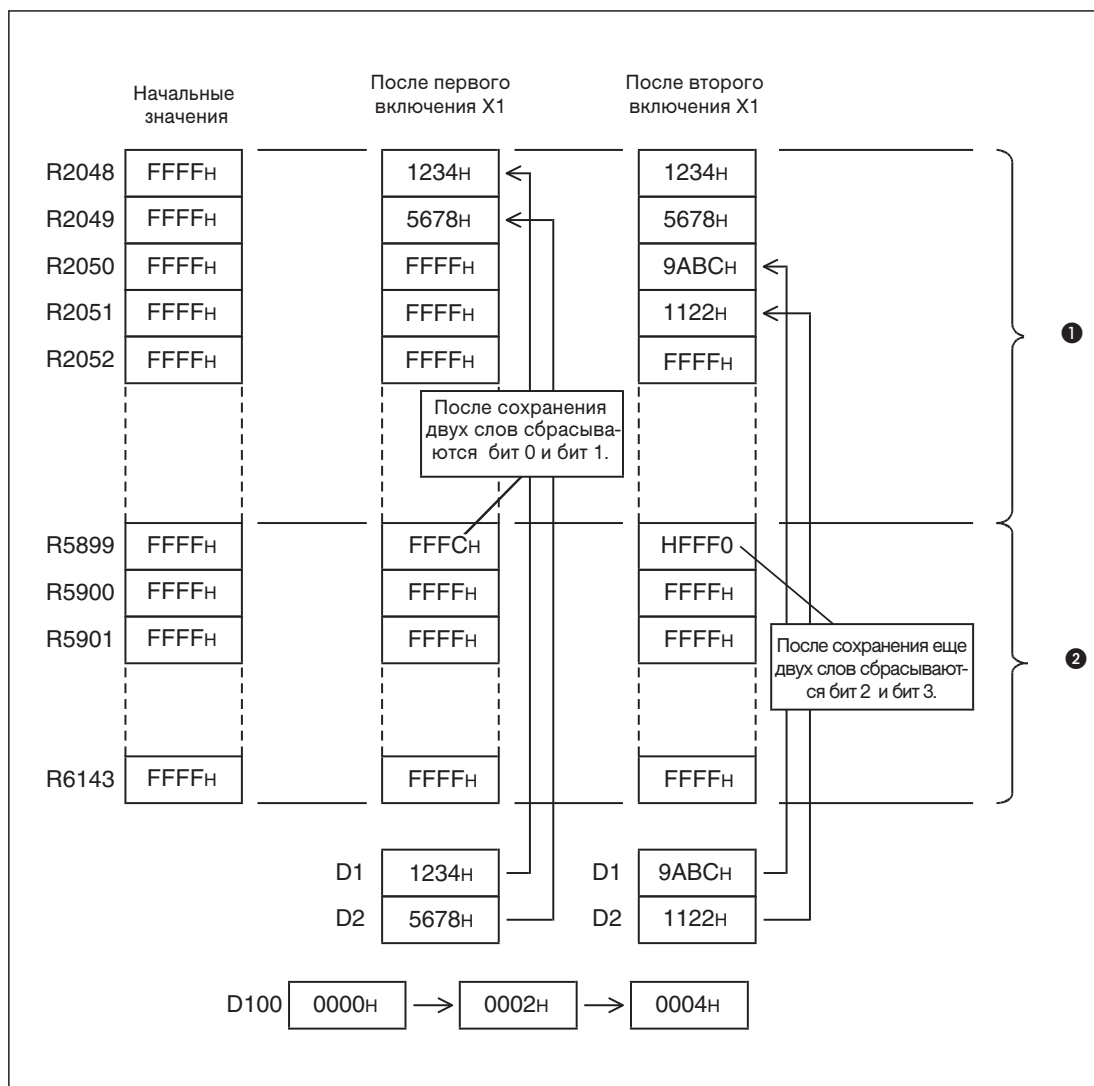 Начальные
значения
После первого
включения X1
После второго
включения X1
R2048 FFFFH 1234H 1234H
R2049 FFFFH 5678H 5678H
R2050 FFFFH FFFFH 9ABCH
R2051 FFFFH FFFFH 1122H
R2052 FFFFH FFFFH FFFFH
❶
После сохранения
двух слов сбрасыва-
ются бит 0 и бит 1.
R5899 FFFFH FFFCH HFFF0
R5900 FFFFH FFFFH FFFFH
R5901 FFFFH FFFFH FFFFH
После сохранения еще
двух слов сбрасывают-
ся бит 2 и бит 3.
❷
R6143 FFFFH FFFFH FFFFH
D1 1234H D1 9ABCH
D2 5678H D2 1122H
D100 0000H 0002H 0004H